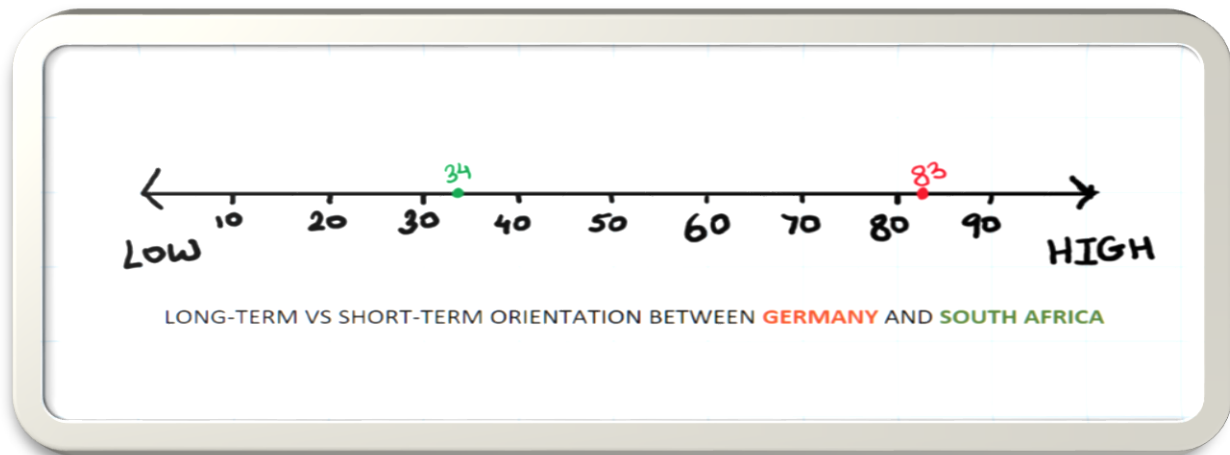 34 83
10 20 30 40 50 60 70 80 90
LOW HIGH
LONG-TERM VS SHORT-TERM ORIENTATION BETWEEN GERMANY AND SOUTH AFRICA